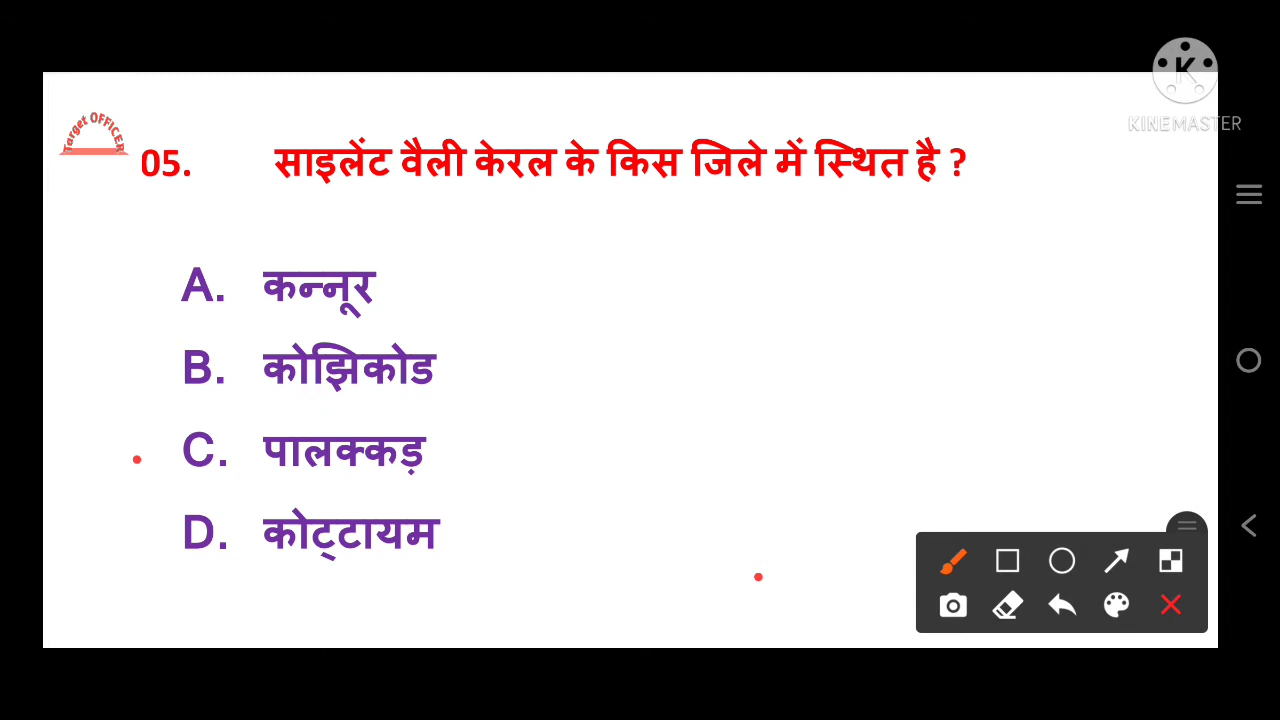 KINEMASTER
Target OFFICER
05. साइलेंट वैली केरल के किस जिले में स्थित है ?
A. कन्नूर
B. कोझिकोड
C. पालक्कड़
D. कोट्टायम